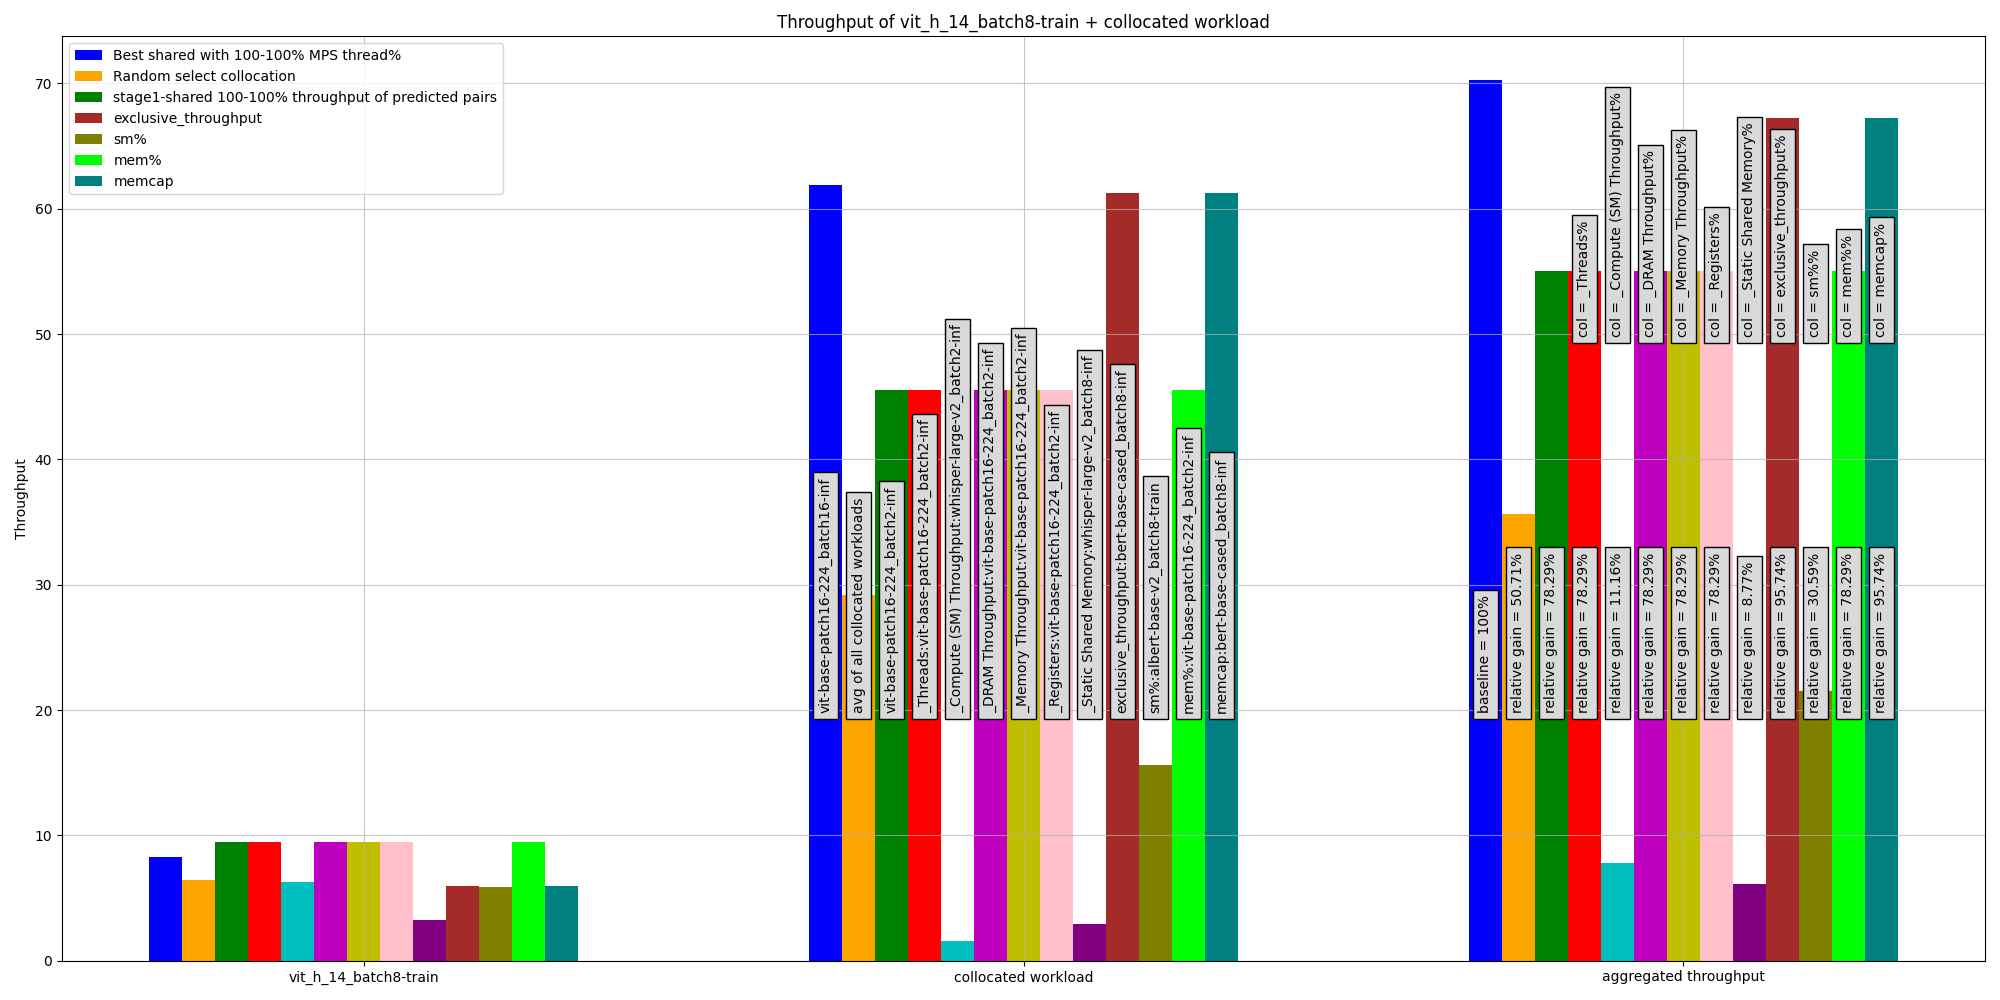 Throughput of vit_h_14_batch8-train + collocated workload
Best shared with 100-100% MPS thread%
Random select collocation
stage1-shared 100-100% throughput of predicted pairs
exclusive_throughput
sm%
mem%
memcap
Throughput
70
60
50
40
30
20
10
0
vit-base-patch16-224_batch16-inf
avg of all collocated workloads
vit-base-patch16-224_batch2-inf
_Threads:vit-base-patch16-224_batch2-inf
_Compute (SM) Throughput:whisper-large-v2_batch2-inf
_DRAM Throughput:vit-base-patch16-224_batch2-inf
_Memory Throughput:vit-base-patch16-224_batch2-inf
_Registers:vit-base-patch16-224_batch2-inf
_Static Shared Memory:whisper-large-v2_batch8-inf
exclusive_throughput:bert-base-cased_batch8-inf
sm%:albert-base-v2_batch8-train
mem%:vit-base-patch16-224_batch2-inf
memcap:bert-base-cased_batch8-inf
col = _Threads%
col = _Compute (SM) Throughput%
col = _DRAM Throughput%
col = _Memory Throughput%
col = _Registers%
col = _Static Shared Memory%
col = exclusive_throughput%
col = sm%%
col = mem%%
col = memcap%
baseline = 100%
relative gain = 50.71%
relative gain = 78.29%
relative gain = 78.29%
relative gain = 11.16%
relative gain = 78.29%
relative gain = 78.29%
relative gain = 78.29%
relative gain = 8.77%
relative gain = 95.74%
relative gain = 30.59%
relative gain = 78.29%
relative gain = 95.74%
vit_h_14_batch8-train
collocated workload
aggregated throughput